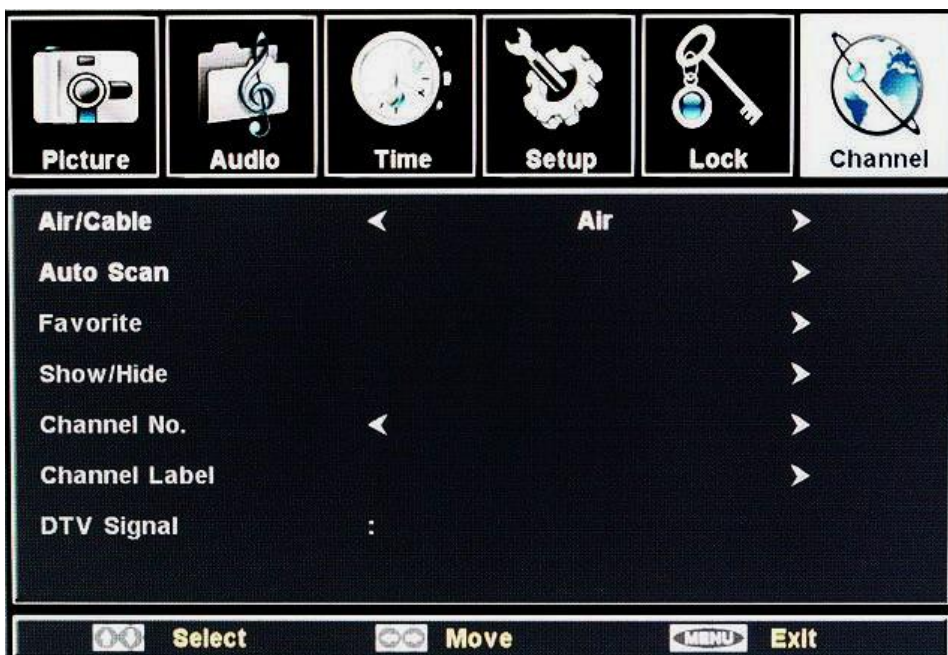 Picture Audio Time Setup Lock Channel
Air/Cable Air
Auto Scan
Favorite
Show/Hide
Channel No.
Channel Label
DTV Signal :
Select Move MENU Exit